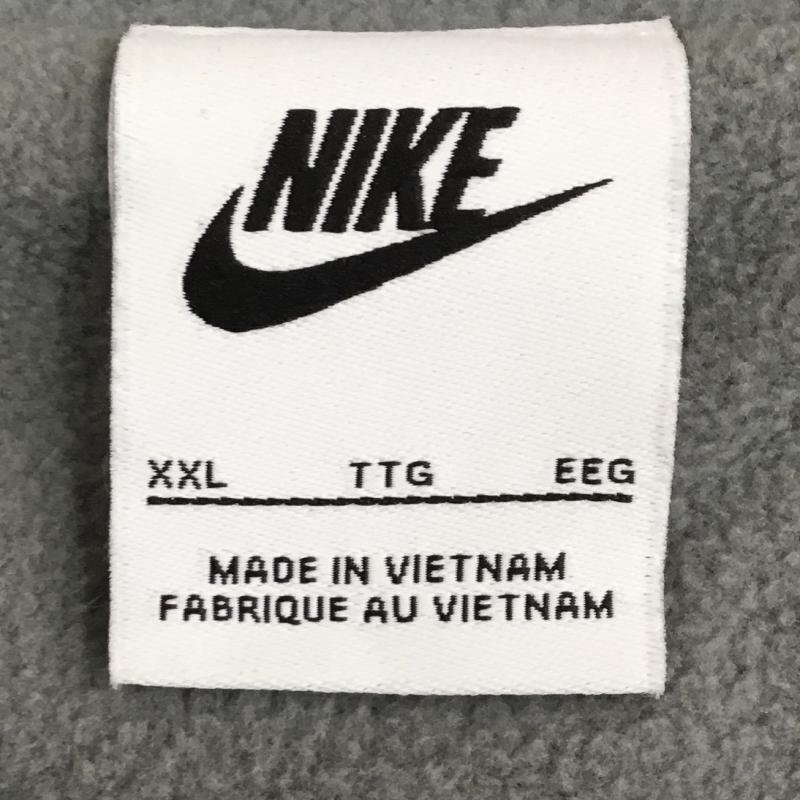 NIKE
XXL TTG EEG
MADE IN VIETNAM
FABRIQUE AU VIETNAM